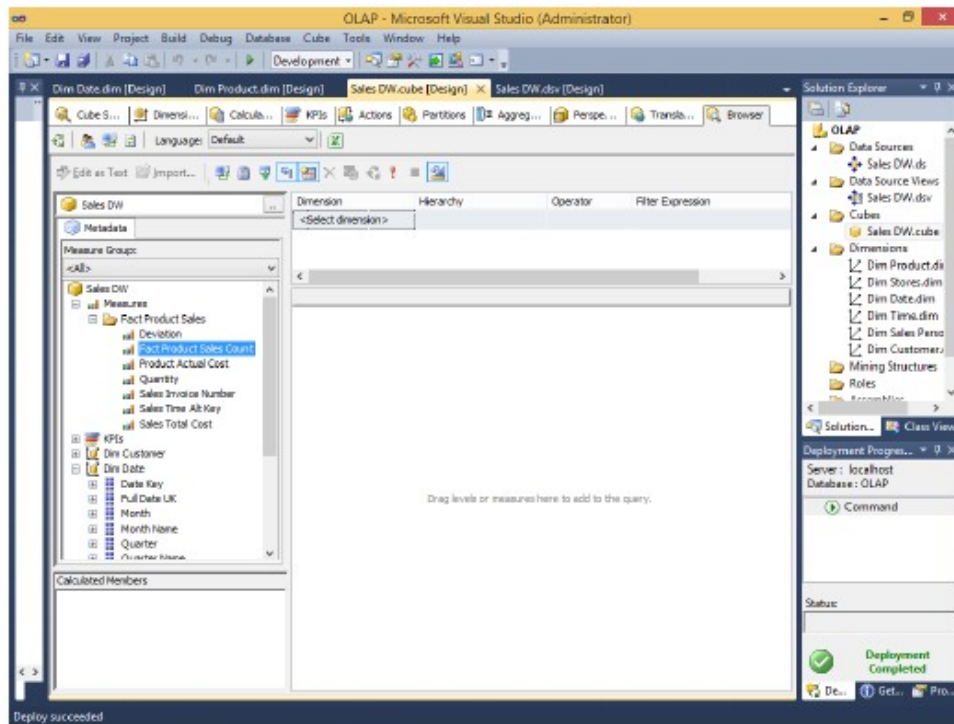 OLAP - Microsoft Visual Studio (Administrator)
File Edit View Project Build Debug Database Cube Tools Window Help
Development
Dim Date.dim [Design] Dim Product.dim [Design] Sales DW.cube [Design] Sales DW.dsv [Design]
Cube S... Dimensi... Calcula... KPIs Actions Partitions Aggreg... Perspe... Transla... Browser
Language: Default
Edit as Text Import...
Sales DW ..
Metadata
Measure Group:
<All>
Sales DW
Measures
Fact Product Sales
Deviation
Fact Product Sales Count
Product Actual Cost
Quantity
Sales Invoice Number
Sales Time Alt Key
Sales Total Cost
KPIs
Dim Customer
Dim Date
Date Key
Full Date UK
Month
Month Name
Quarter
Quarter Name
Calculated Members
Dimension Hierarchy Operator Filter Expression
<Select dimension>
Drag levels or measures here to add to the query.
Solution Explorer
OLAP
Data Sources
Sales DW.ds
Data Source Views
Sales DW.dsv
Cubes
Sales DW.cube
Dimensions
Dim Product.di
Dim Stores.dim
Dim Date.dim
Dim Time.dim
Dim Sales Perso
Dim Customer.
Mining Structures
Roles
Solution... Class View
Deployment Progres...
Server : localhost
Database : OLAP
Command
Status:
Deployment
Completed
De... Get... Pro...
Deploy succeeded